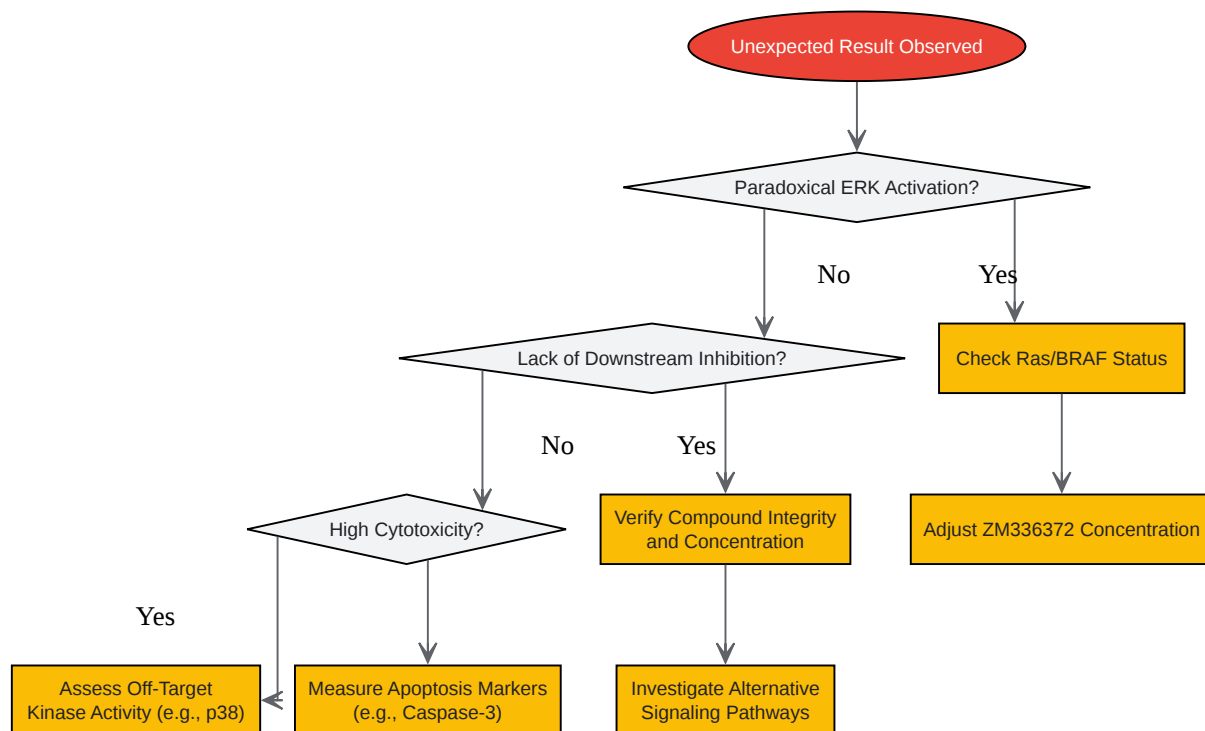 Unexpected Result Observed
Paradoxical ERK Activation?
No
Yes
Lack of Downstream Inhibition?
Check Ras/BRAF Status
No
Yes
High Cytotoxicity?
Verify Compound Integrity
and Concentration
Adjust ZM336372 Concentration
Yes
Assess Off-Target
Kinase Activity (e.g., p38)
Measure Apoptosis Markers
(e.g., Caspase-3)
Investigate Alternative
Signaling Pathways